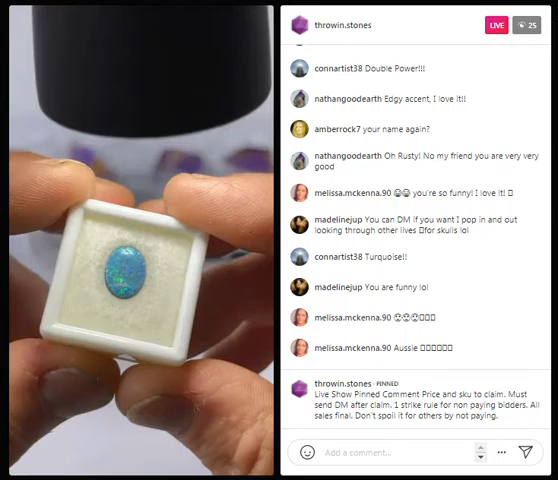 throwin.stones
LIVE
25
connartist38 Double Power!!!
nathangoodearth Edgy accent, I love it!!
amberrock7 your name again?
nathangoodearth Oh Rusty! No my friend you are very very
good
melissa.mckenna.90 😂😂 you're so funny! I love it!
madelinejup You can DM if you want I pop in and out
looking through other lives for skulls lol
connartist38 Turquoise!!
madelinejup You are funny lol
melissa.mckenna.90
melissa.mckenna.90 Aussie
throwin.stones · PINNED
Live Show Pinned Comment Price and sku to claim. Must
send DM after claim. 1 strike rule for non paying bidders. All
sales final. Don't spoil it for others by not paying.
Add a comment...